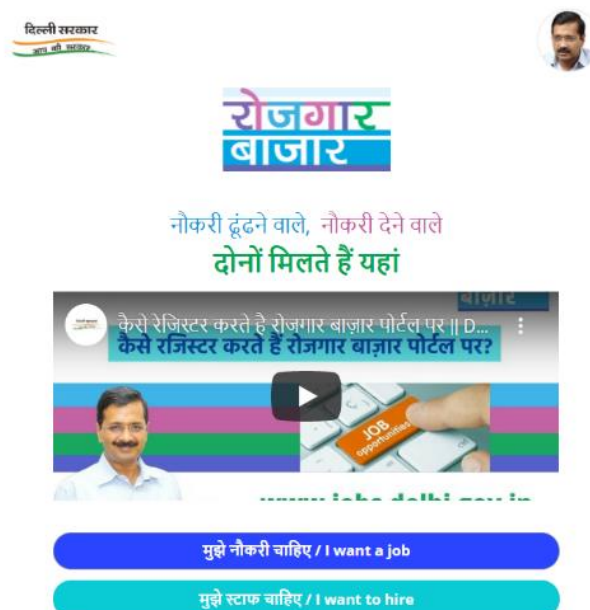 दिल्ली सरकार
आप की सरकार
रोजगार
बाजार
नौकरी ढूंढने वाले, नौकरी देने वाले
दोनों मिलते हैं यहां
बाज़ार
कैसे रेजिस्टर करते है रोज़गार बाज़ार पोर्टल पर || D...
कैसे रजिस्टर करते हैं रोजगार बाज़ार पोर्टल पर?
JOB
opportunities
www.jobs.delhi.gov.in
मुझे नौकरी चाहिए / I want a job
मुझे स्टाफ चाहिए / I want to hire